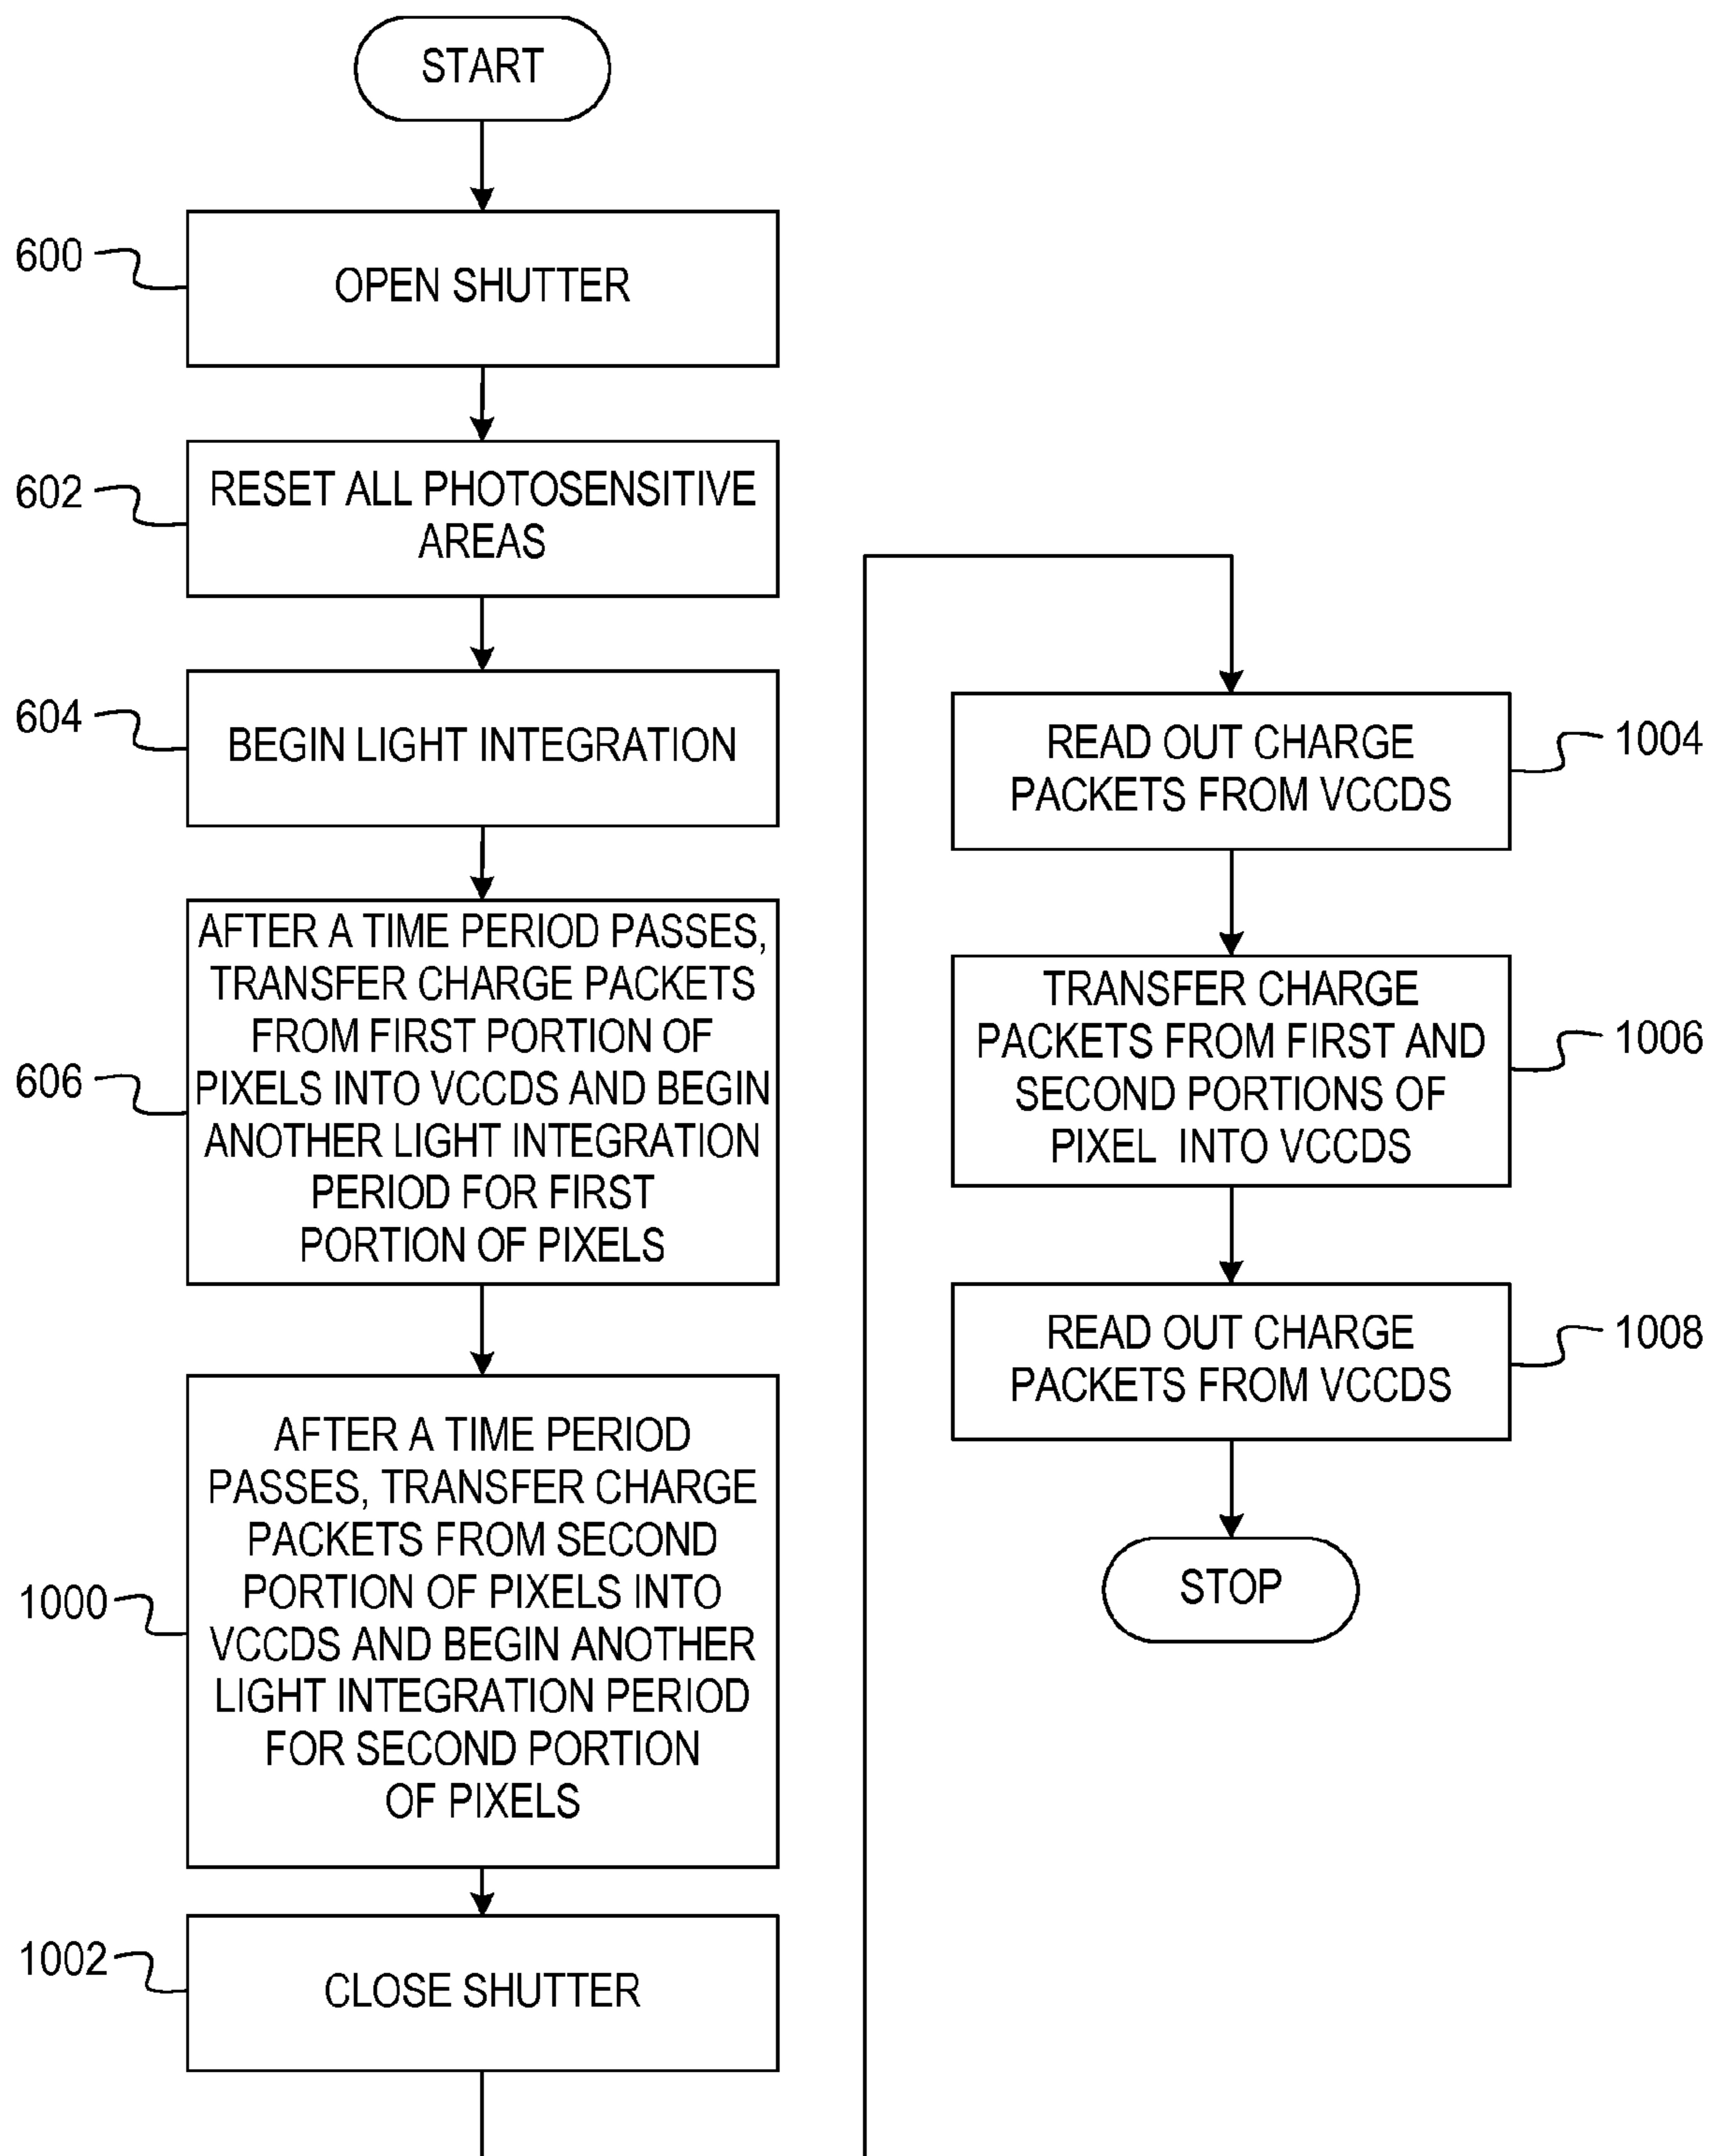 START
600
OPEN SHUTTER
602
RESET ALL PHOTOSENSITIVE
AREAS
604
BEGIN LIGHT INTEGRATION
606
AFTER A TIME PERIOD PASSES,
TRANSFER CHARGE PACKETS
FROM FIRST PORTION OF
PIXELS INTO VCCDS AND BEGIN
ANOTHER LIGHT INTEGRATION
PERIOD FOR FIRST
PORTION OF PIXELS
1000
AFTER A TIME PERIOD
PASSES, TRANSFER CHARGE
PACKETS FROM SECOND
PORTION OF PIXELS INTO
VCCDS AND BEGIN ANOTHER
LIGHT INTEGRATION PERIOD
FOR SECOND PORTION
OF PIXELS
1002
CLOSE SHUTTER
READ OUT CHARGE
PACKETS FROM VCCDS
1004
TRANSFER CHARGE
PACKETS FROM FIRST AND
SECOND PORTIONS OF
PIXEL INTO VCCDS
1006
READ OUT CHARGE
PACKETS FROM VCCDS
1008
STOP